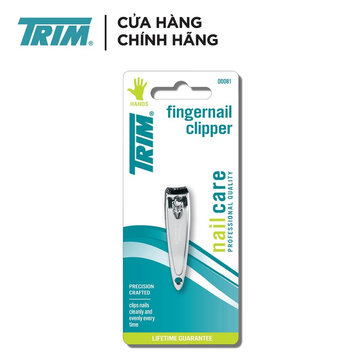 TRIM®
CỬA HÀNG
CHÍNH HÃNG
HANDS
00081
fingernail
clipper
TRIM®
nail care
PROFESSIONAL QUALITY
PRECISION
CRAFTED
clips nails
cleanly and
evenly every
time
LIFETIME GUARANTEE